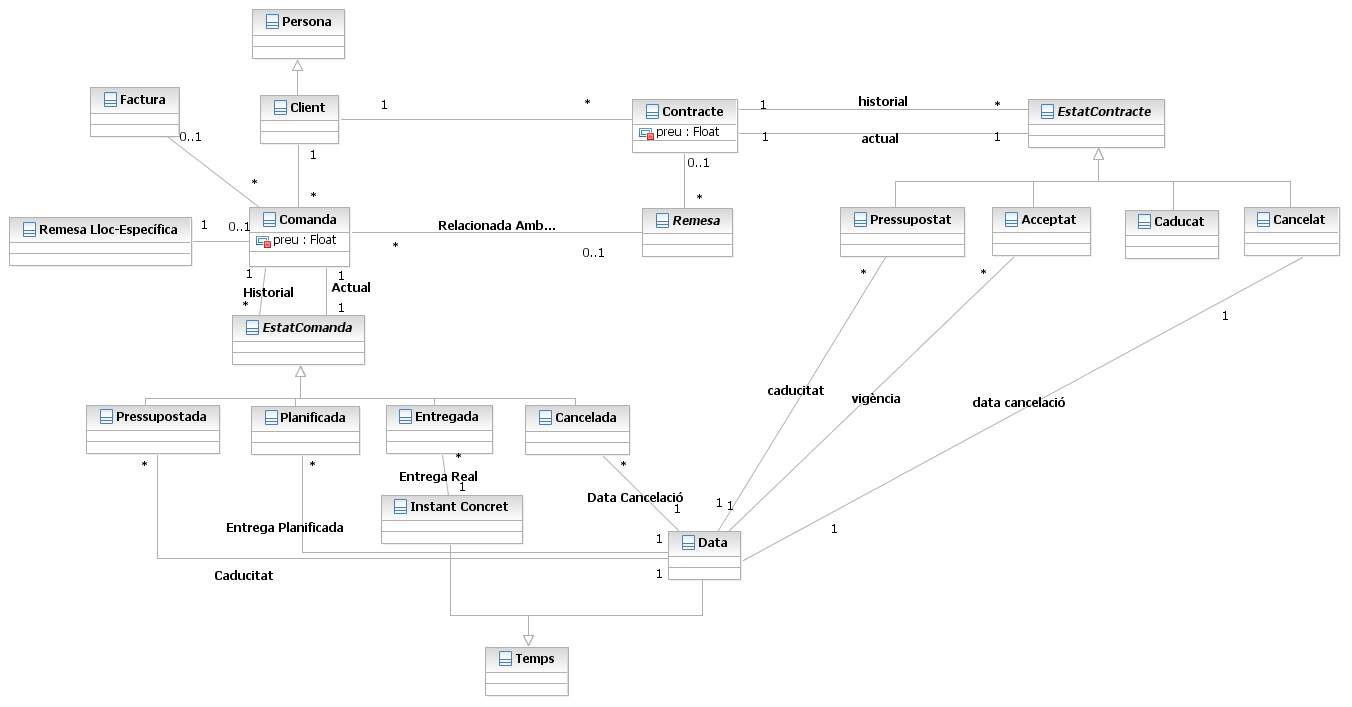 Persona
Factura
Client
1
*
Contracte
preu : Float
1
historial
*
EstatContracte
1
actual
1
0..1
*
1
*
0..1
*
Remesa Lloc-Específica
1
0..1
Comanda
preu : Float
Relacionada Amb...
*
0..1
Remesa
Pressupostat
Acceptat
Caducat
Cancelat
1
Historial
*
1
Actual
1
EstatComanda
*
*
1
caducitat
vigència
data cancelació
Pressupostada
Planificada
Entregada
Cancelada
*
*
*
*
Entrega Real
1
Data Cancelació
1
Instant Concret
1
1
Entrega Planificada
1
1
Data
Caducitat
1
Temps